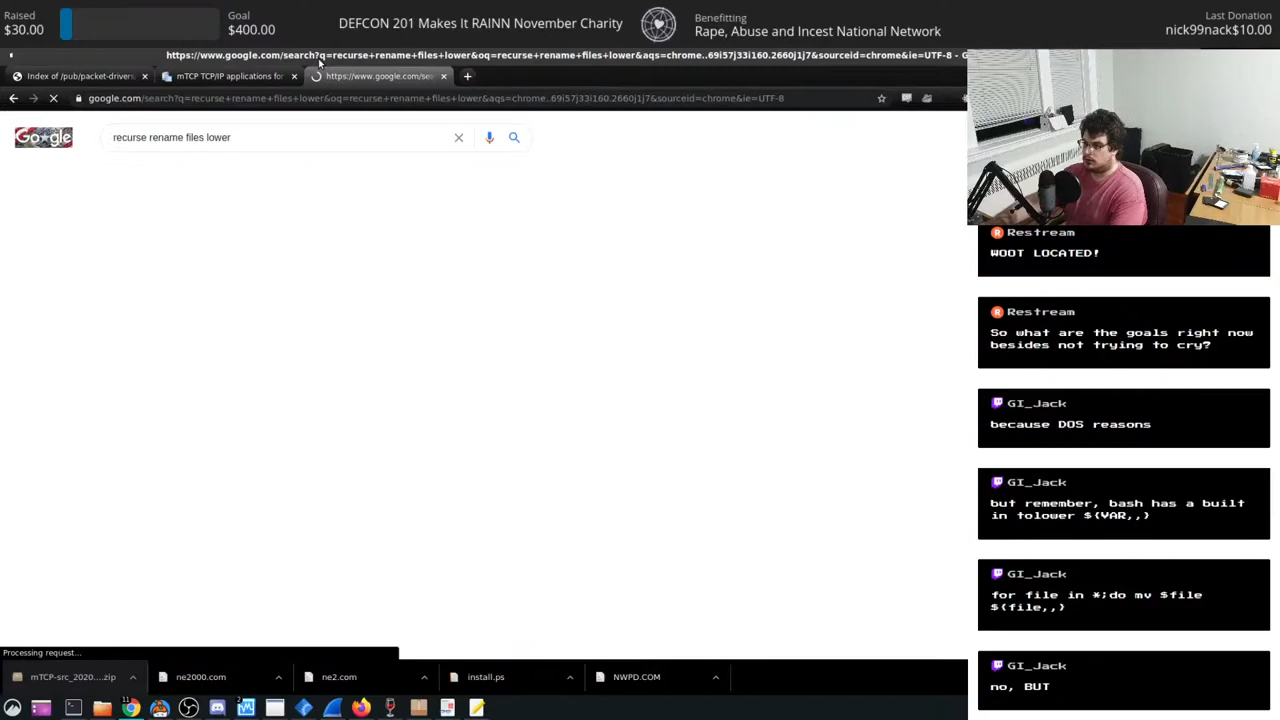 Raised
$30.00
Goal
$400.00
DEFCON 201 Makes It RAINN November Charity
Benefitting
Rape, Abuse and Incest National Network
Last Donation
nick99nack$10.00
https://www.google.com/search?q=recurse+rename+files+lower&oq=recurse+rename+files+lower&aqs=chrome..69i57j33i160.2660j1j7&sourceid=chrome&ie=UTF-8 - G
Index of /pub/packet-drivers
mTCP TCP/IP applications fo
https://www.google.com/sea
google.com/search?q=recurse+rename+files+lower&oq=recurse+rename+files+lower&aqs=chrome..69i57j33i160.2660j1j7&sourceid=chrome&ie=UTF-8
Google
recurse rename files lower
Restream
WOOT LOCATED!
Restream
So what are the goals right now
besides not trying to cry?
GI_Jack
because DOS reasons
GI_Jack
but remember, bash has a built
in tolower ${VAR,,}
GI_Jack
for file in *;do mv $file
${file,,}
GI_Jack
no, BUT
Processing request...
mTCP-src_2020....zip
ne2000.com
ne2.com
install.ps
NWPD.COM
11
2